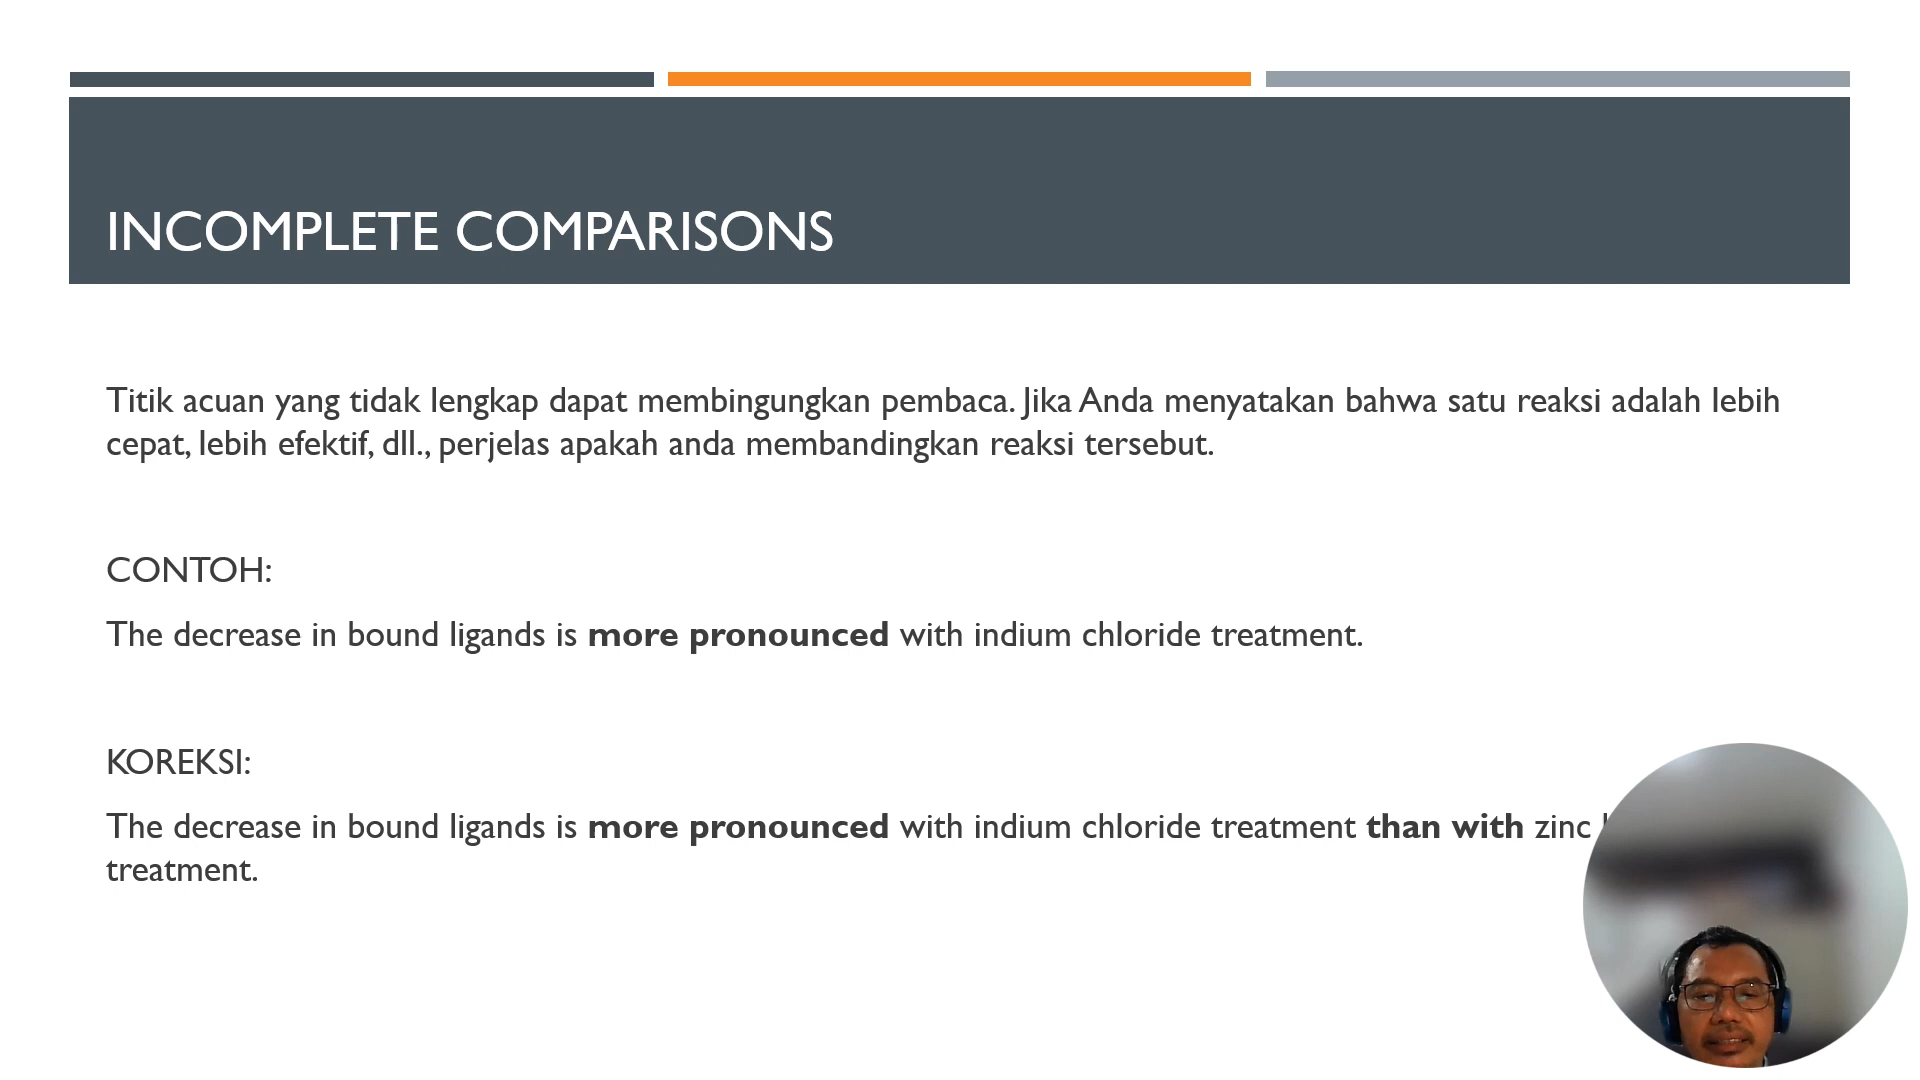 INCOMPLETE COMPARISONS
Titik acuan yang tidak lengkap dapat membingungkan pembaca. Jika Anda menyatakan bahwa satu reaksi adalah lebih
cepat, lebih efektif, dll., perjelas apakah anda membandingkan reaksi tersebut.
CONTOH:
The decrease in bound ligands is more pronounced with indium chloride treatment.
KOREKSI:
The decrease in bound ligands is more pronounced with indium chloride treatment than with zinc
treatment.